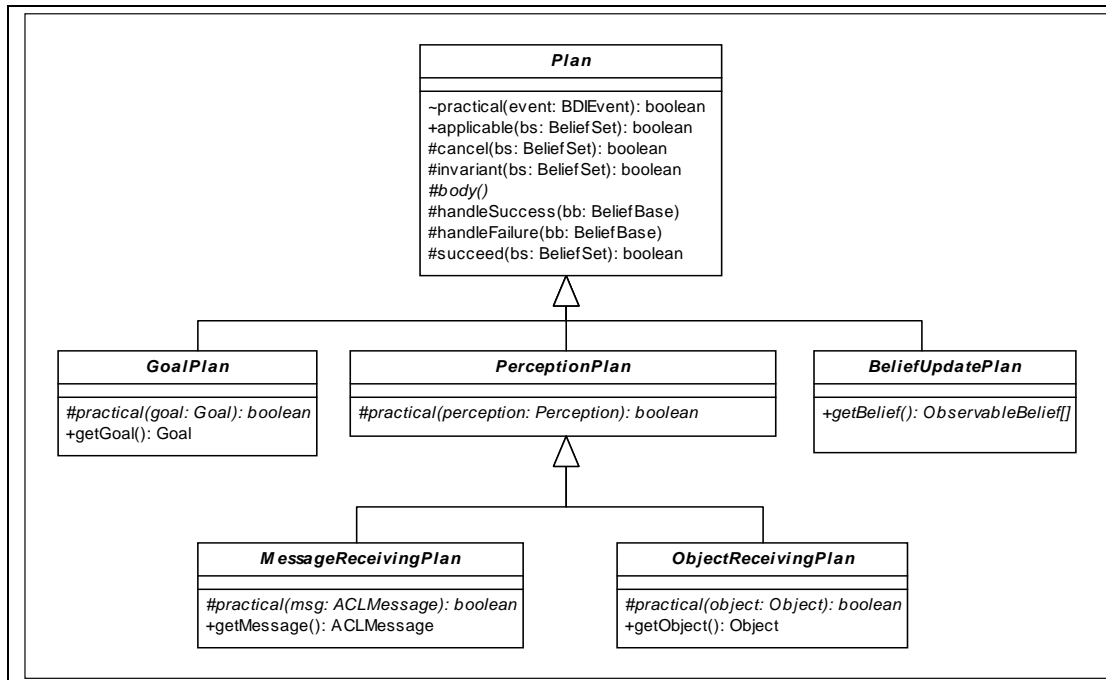 Plan
~practical(event: BDIEvent): boolean
+applicable(bs: BeliefSet): boolean
#cancel(bs: BeliefSet): boolean
#invariant(bs: BeliefSet): boolean
#body()
#handleSuccess(bb: BeliefBase)
#handleFailure(bb: BeliefBase)
#succeed(bs: BeliefSet): boolean
GoalPlan
#practical(goal: Goal): boolean
+getGoal(): Goal
PerceptionPlan
#practical(perception: Perception): boolean
BeliefUpdatePlan
+getBelief(): ObservableBelief[]
MessageReceivingPlan
#practical(msg: ACLMessage): boolean
+getMessage(): ACLMessage
ObjectReceivingPlan
#practical(object: Object): boolean
+getObject(): Object